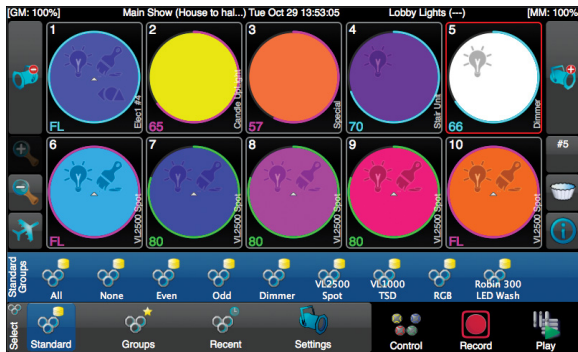 [GM: 100%] Main Show (House to hal...) Tue Oct 29 13:53:05 Lobby Lights (---) [MM: 100%]
1 2 3 4 5
Elec1 #4 Candle Uplight Special Stair Unit Dimmer
FL 65 57 70 66
6 7 8 9 10
#5
VL2500 Spot VL2500 Spot VL2500 Spot VL2500 Spot VL2500 Spot
FL 80 80 80 FL
Standard
Groups
All None Even Odd Dimmer VL2500
Spot VL1000
TSD RGB Robin 300
LED Wash
Select
Standard Groups Recent Settings Control Record Play